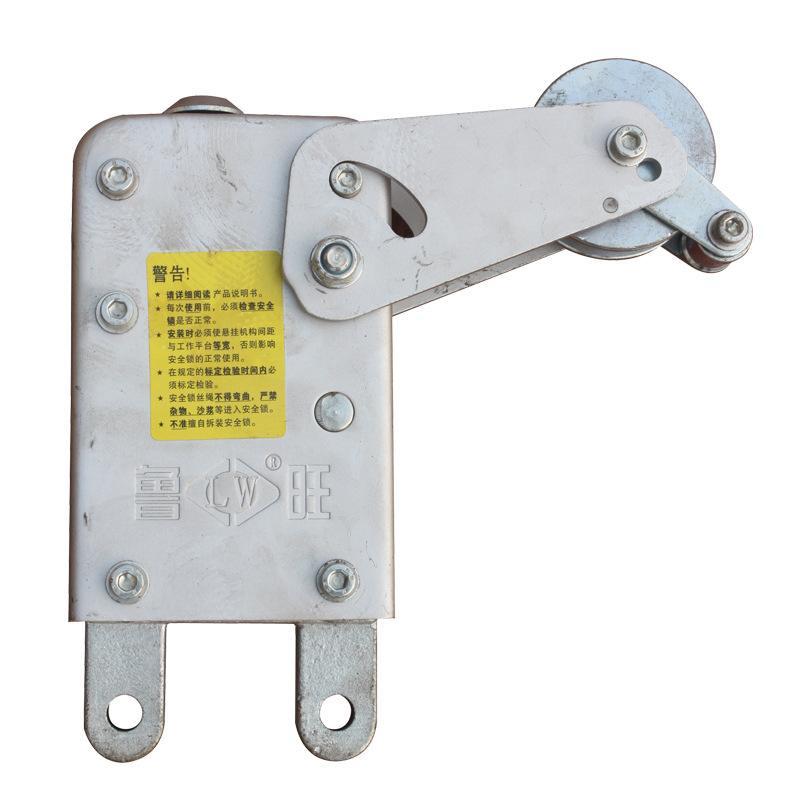 警告!
★ 请详细阅读产品说明书。
★ 每次使用前，必须检查安全
锁是否正常。
★ 安装时必须使悬挂机构间距
与工作平台等宽，否则影响
安全锁的正常使用。
★ 在规定的标定检验时间内必
须标定检验。
★ 安全锁丝绳不得弯曲，严禁
杂物、沙浆等进入安全锁。
★ 不准擅自拆装安全锁。
鲁 LW® 旺